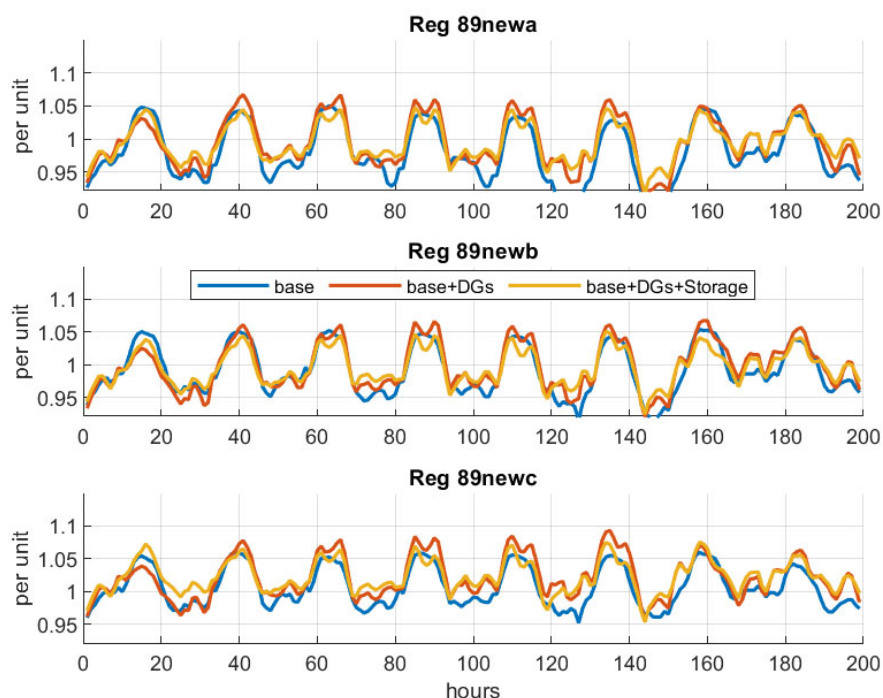 Reg 89newa
per unit
1.1
1.05
1
0.95
0 20 40 60 80 100 120 140 160 180 200
Reg 89newb
base base+DGs base+DGs+Storage
per unit
1.1
1.05
1
0.95
0 20 40 60 80 100 120 140 160 180 200
Reg 89newc
per unit
1.1
1.05
1
0.95
0 20 40 60 80 100 120 140 160 180 200
hours